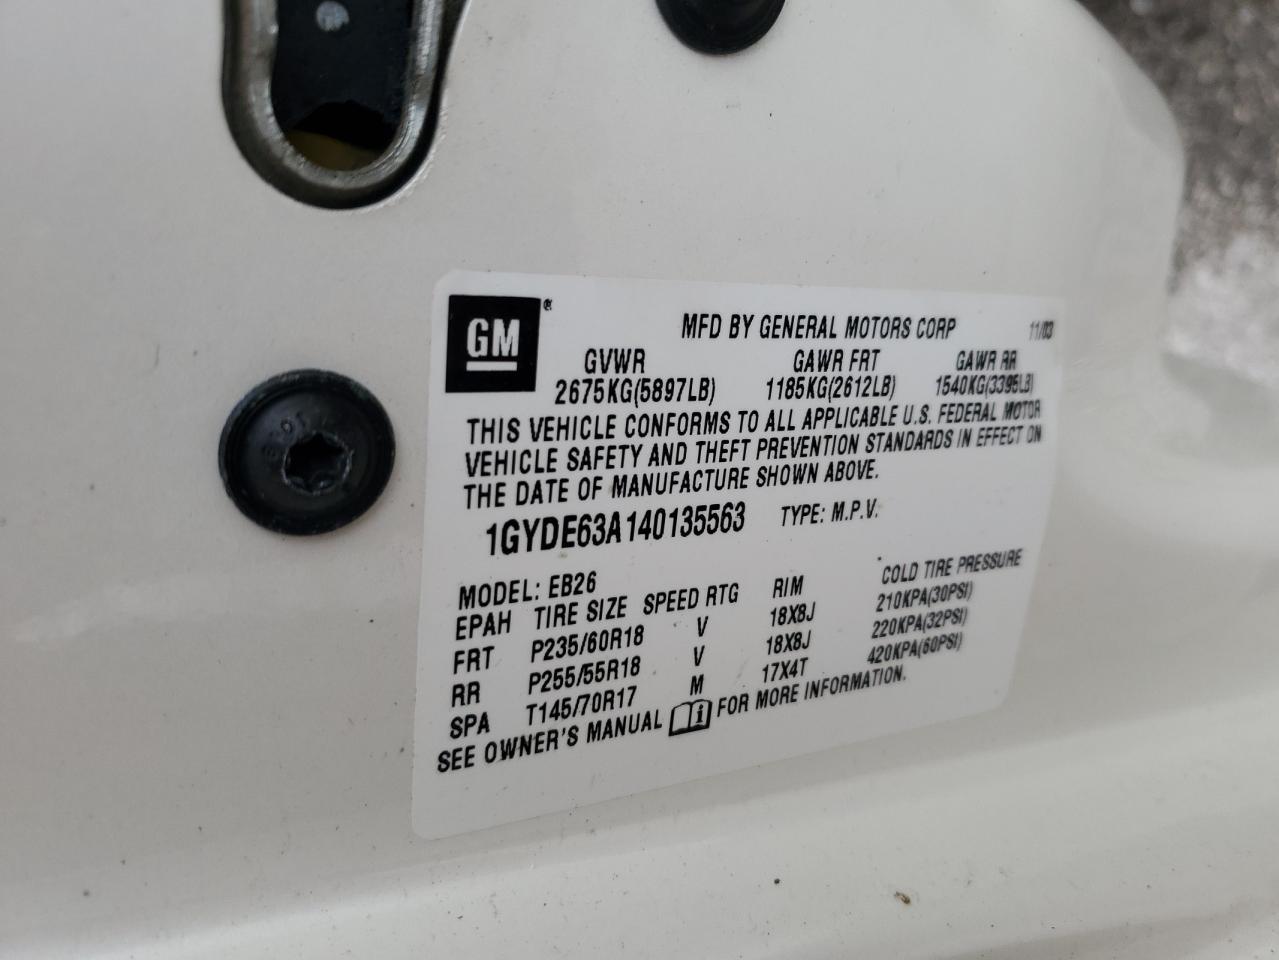 GM®
MFD BY GENERAL MOTORS CORP 11/03
GVWR GAWR FRT GAWR RR
2675KG(5897LB) 1185KG(2612LB) 1540KG(3395LB)
THIS VEHICLE CONFORMS TO ALL APPLICABLE U.S. FEDERAL MOTOR
VEHICLE SAFETY AND THEFT PREVENTION STANDARDS IN EFFECT ON
THE DATE OF MANUFACTURE SHOWN ABOVE.
1GYDE63A140135563 TYPE: M.P.V.
MODEL: EB26
EPAH TIRE SIZE SPEED RTG RIM COLD TIRE PRESSURE
FRT P235/60R18 V 18X8J 210KPA(30PSI)
RR P255/55R18 V 18X8J 220KPA(32PSI)
SPA T145/70R17 M 17X4T 420KPA(60PSI)
SEE OWNER'S MANUAL i FOR MORE INFORMATION.